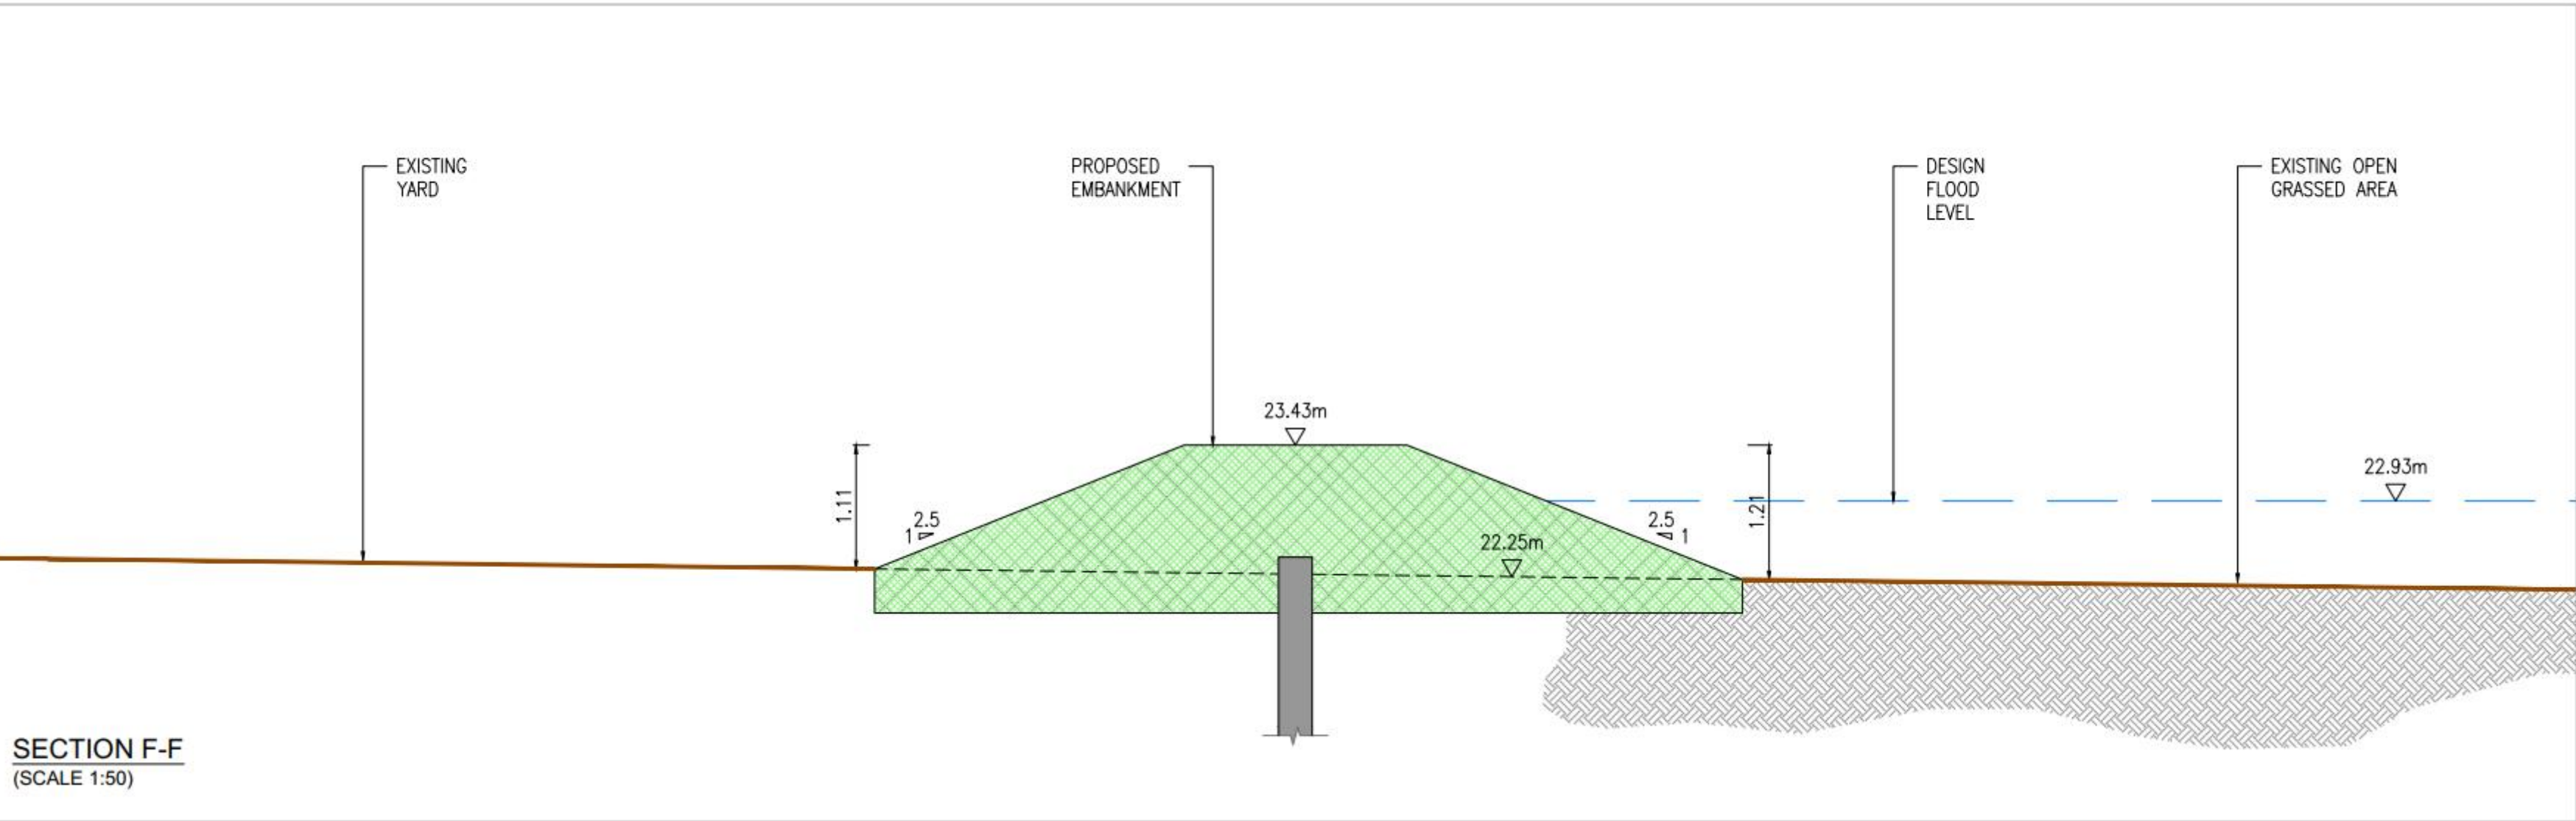 EXISTING
YARD
PROPOSED
EMBANKMENT
DESIGN
FLOOD
LEVEL
EXISTING OPEN
GRASSED AREA
23.43m
22.93m
1.11
2.5
1
22.25m
2.5
1
1.21
SECTION F-F
(SCALE 1:50)